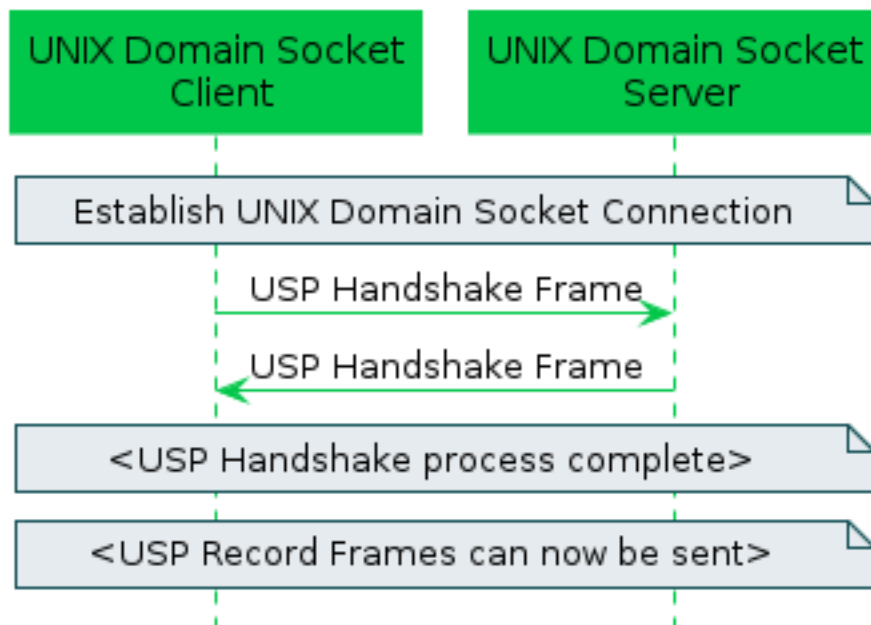 UNIX Domain Socket
Client
UNIX Domain Socket
Server
Establish UNIX Domain Socket Connection
USP Handshake Frame
USP Handshake Frame
<USP Handshake process complete>
<USP Record Frames can now be sent>